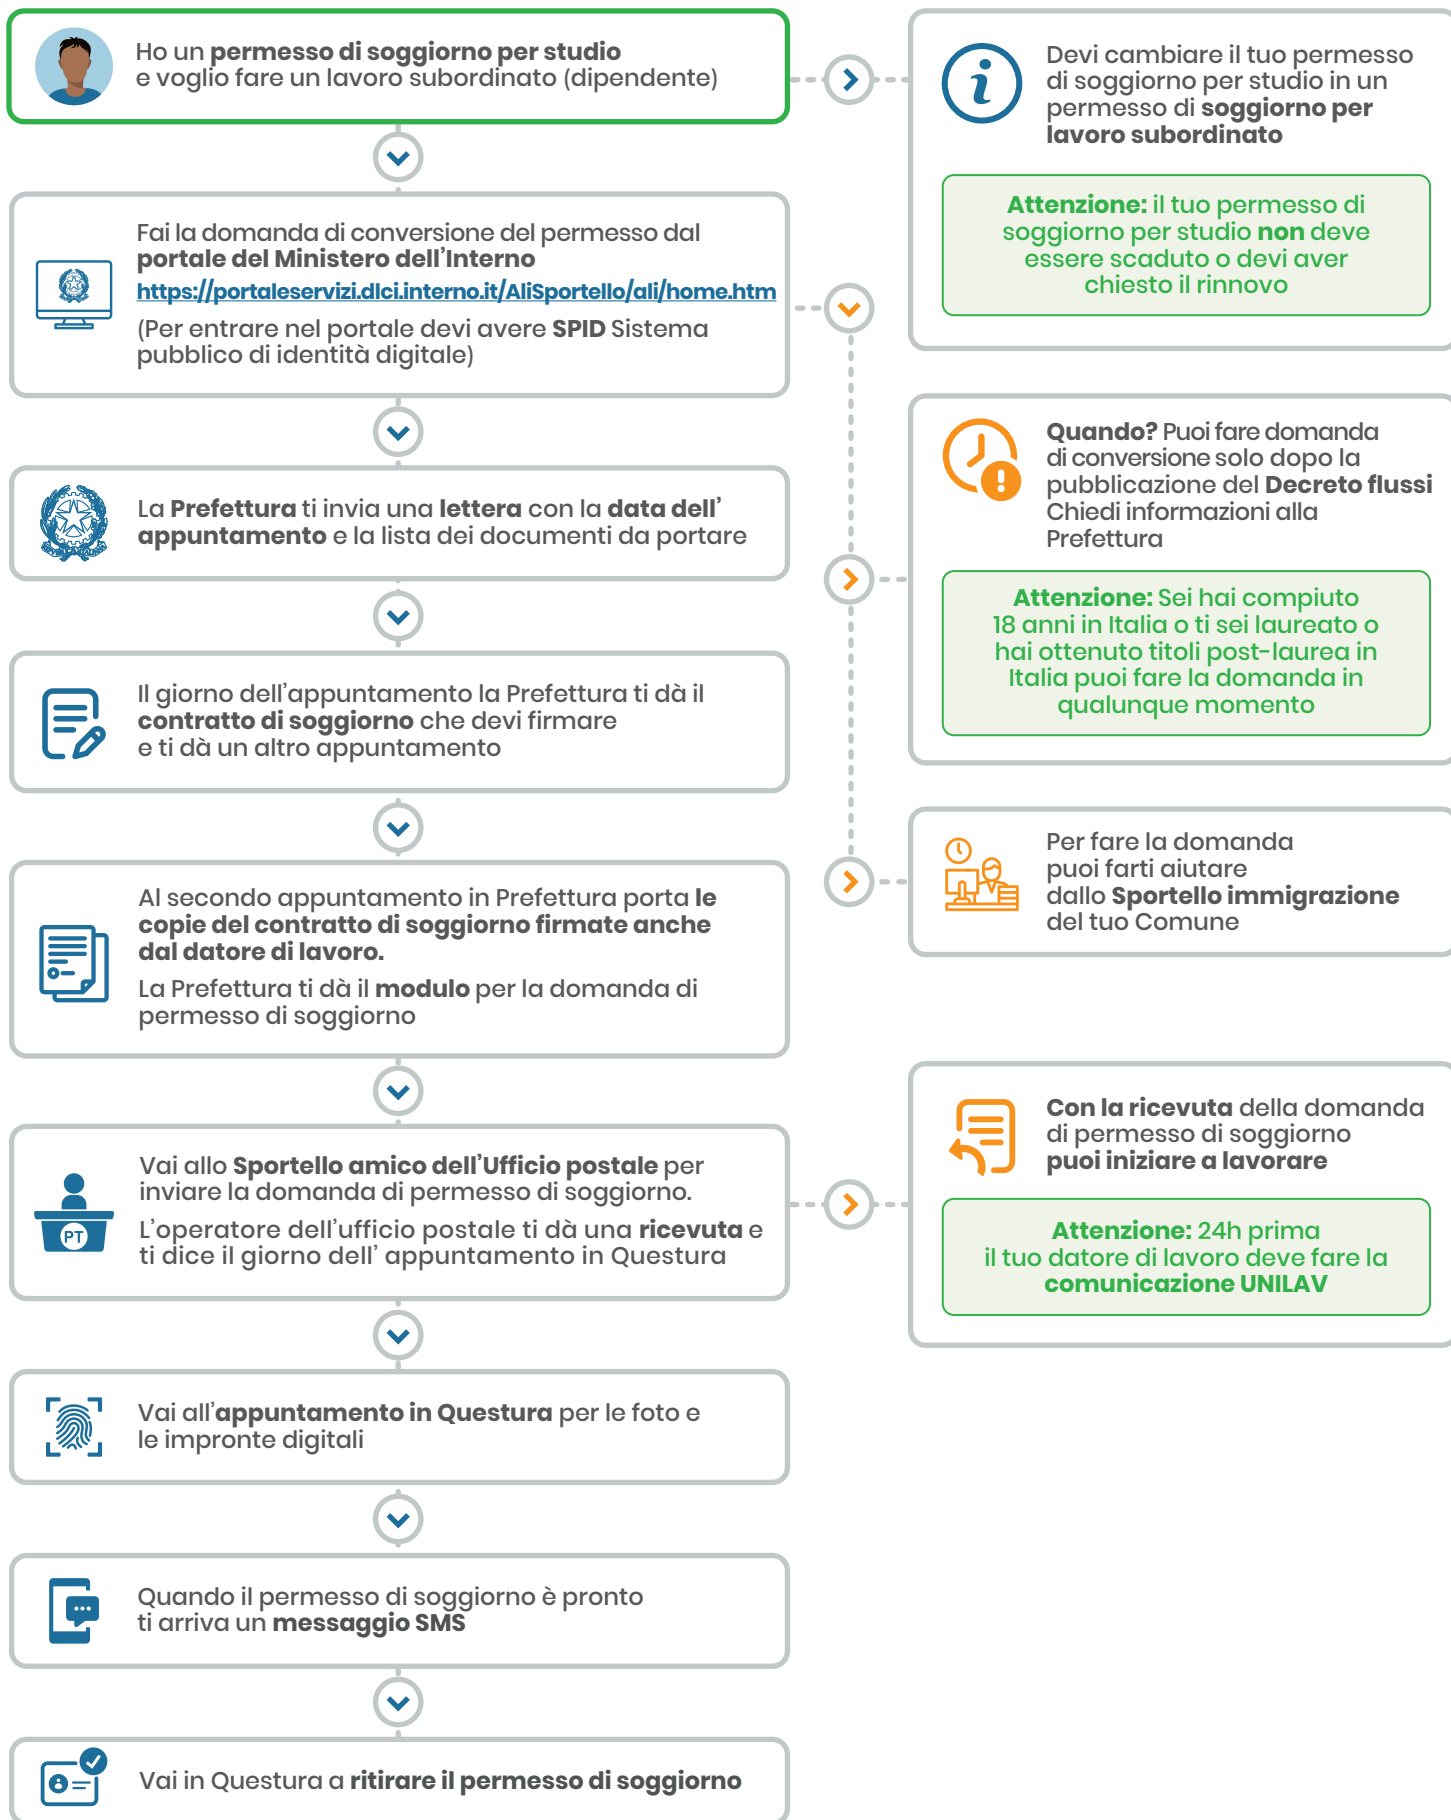 Ho un permesso di soggiorno per studio
e voglio fare un lavoro subordinato (dipendente)
Devi cambiare il tuo permesso
di soggiorno per studio in un
permesso di soggiorno per
lavoro subordinato
Attenzione: il tuo permesso di
soggiorno per studio non deve
essere scaduto o devi aver
chiesto il rinnovo
Fai la domanda di conversione del permesso dal
portale del Ministero dell'Interno
https://portaleservizi.dlci.interno.it/AliSportello/ali/home.htm
(Per entrare nel portale devi avere SPID Sistema
pubblico di identità digitale)
Quando? Puoi fare domanda
di conversione solo dopo la
pubblicazione del Decreto flussi
Chiedi informazioni alla
Prefettura
Attenzione: Sei hai compiuto
18 anni in Italia o ti sei laureato o
hai ottenuto titoli post-laurea in
Italia puoi fare la domanda in
qualunque momento
Per fare la domanda
puoi farti aiutare
dallo Sportello immigrazione
del tuo Comune
La Prefettura ti invia una lettera con la data dell'
appuntamento e la lista dei documenti da portare
Il giorno dell'appuntamento la Prefettura ti dà il
contratto di soggiorno che devi firmare
e ti dà un altro appuntamento
Al secondo appuntamento in Prefettura porta le
copie del contratto di soggiorno firmate anche
dal datore di lavoro.
La Prefettura ti dà il modulo per la domanda di
permesso di soggiorno
Vai allo Sportello amico dell'Ufficio postale per
inviare la domanda di permesso di soggiorno.
L'operatore dell'ufficio postale ti dà una ricevuta e
ti dice il giorno dell' appuntamento in Questura
PT
Con la ricevuta della domanda
di permesso di soggiorno
puoi iniziare a lavorare
Attenzione: 24h prima
il tuo datore di lavoro deve fare la
comunicazione UNILAV
Vai all'appuntamento in Questura per le foto e
le impronte digitali
Quando il permesso di soggiorno è pronto
ti arriva un messaggio SMS
Vai in Questura a ritirare il permesso di soggiorno